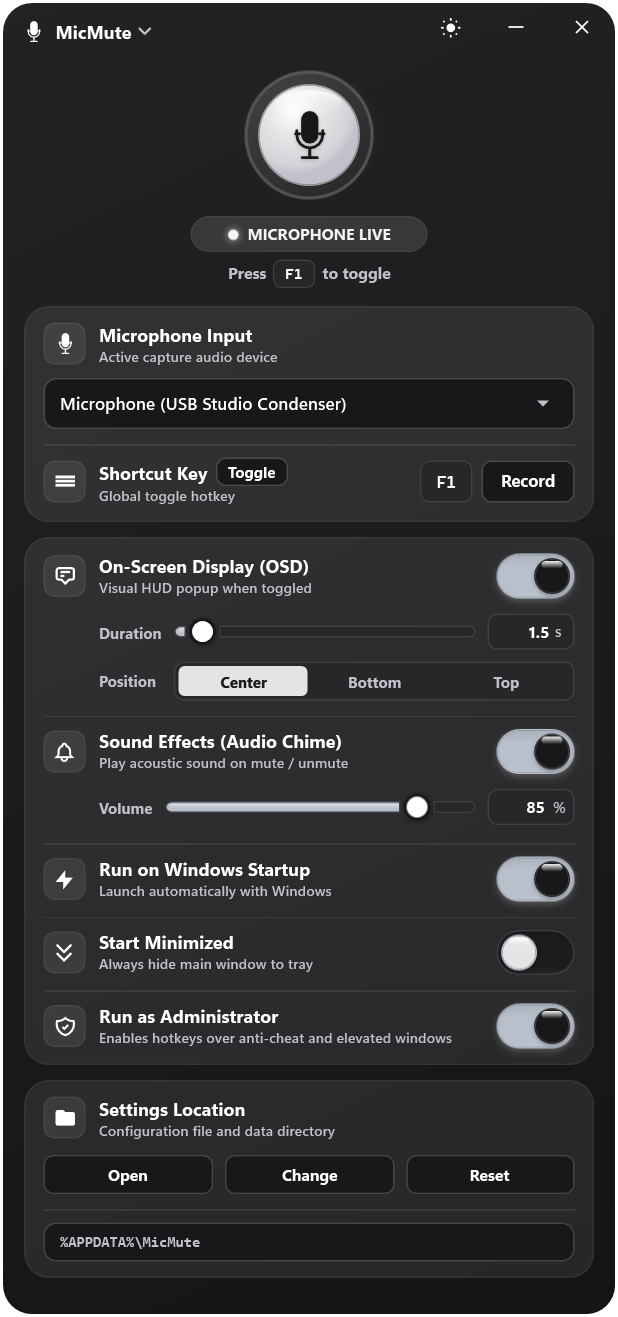 MicMute
MICROPHONE LIVE
Press F1 to toggle
Microphone Input
Active capture audio device
Microphone (USB Studio Condenser)
Shortcut Key Toggle
Global toggle hotkey
F1 Record
On-Screen Display (OSD)
Visual HUD popup when toggled
Duration 1.5 s
Position Center Bottom Top
Sound Effects (Audio Chime)
Play acoustic sound on mute / unmute
Volume 85 %
Run on Windows Startup
Launch automatically with Windows
Start Minimized
Always hide main window to tray
Run as Administrator
Enables hotkeys over anti-cheat and elevated windows
Settings Location
Configuration file and data directory
Open Change Reset
%APPDATA%\MicMute